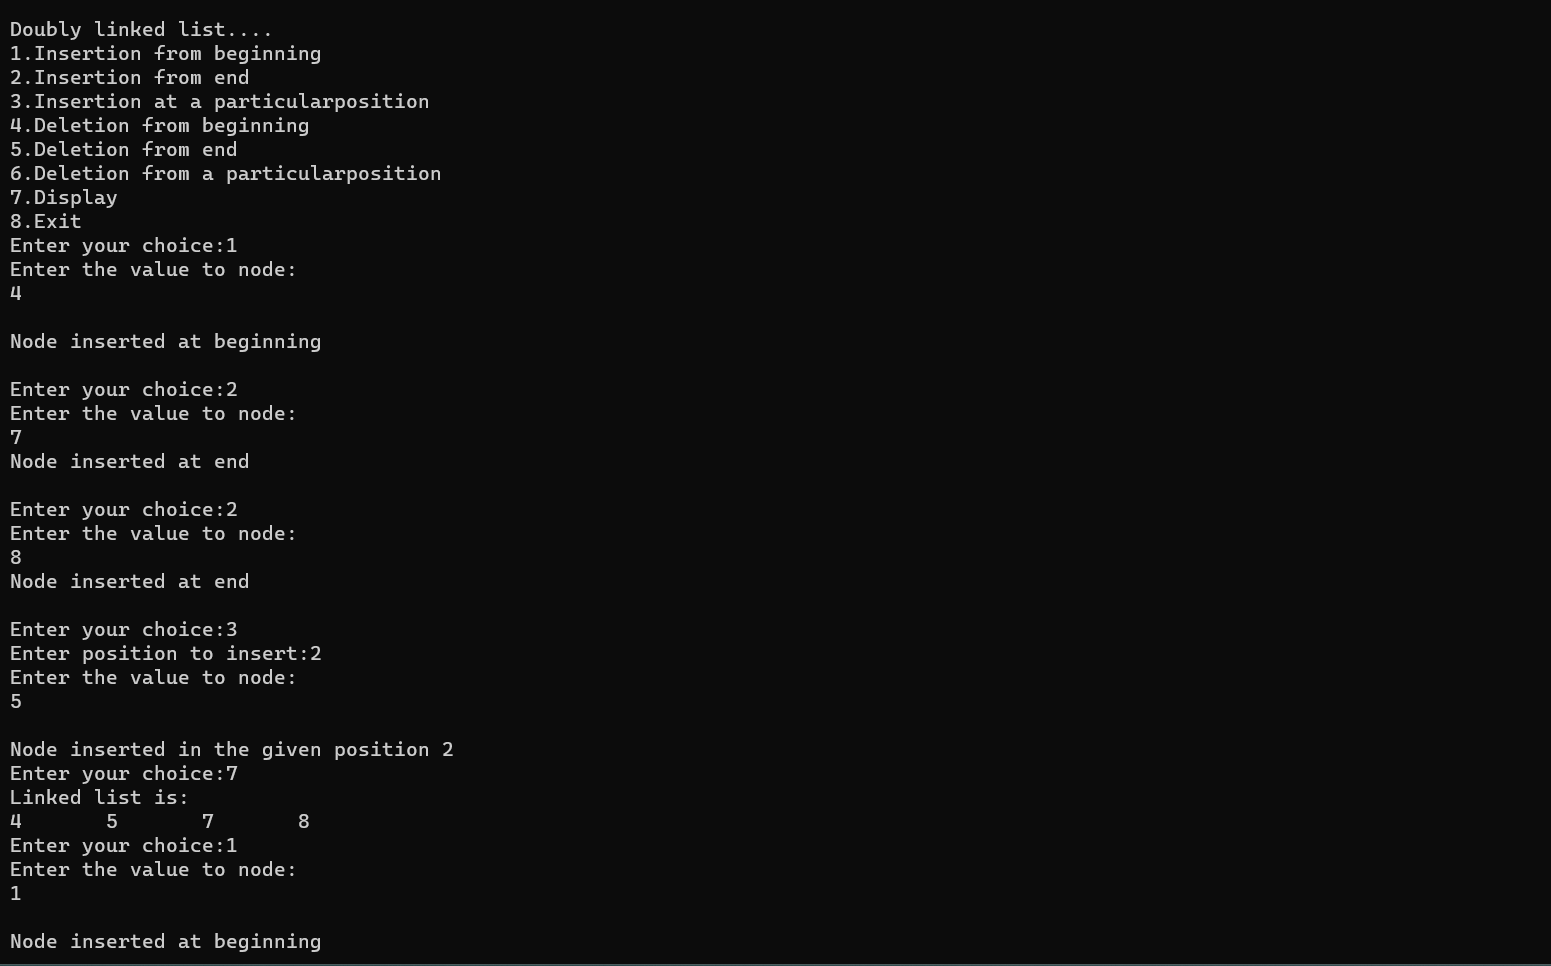 Doubly linked list....
1.Insertion from beginning
2.Insertion from end
3.Insertion at a particularposition
4.Deletion from beginning
5.Deletion from end
6.Deletion from a particularposition
7.Display
8.Exit
Enter your choice:1
Enter the value to node:
4
Node inserted at beginning
Enter your choice:2
Enter the value to node:
7
Node inserted at end
Enter your choice:2
Enter the value to node:
8
Node inserted at end
Enter your choice:3
Enter position to insert:2
Enter the value to node:
5
Node inserted in the given position 2
Enter your choice:7
Linked list is:
4       5       7       8
Enter your choice:1
Enter the value to node:
1
Node inserted at beginning